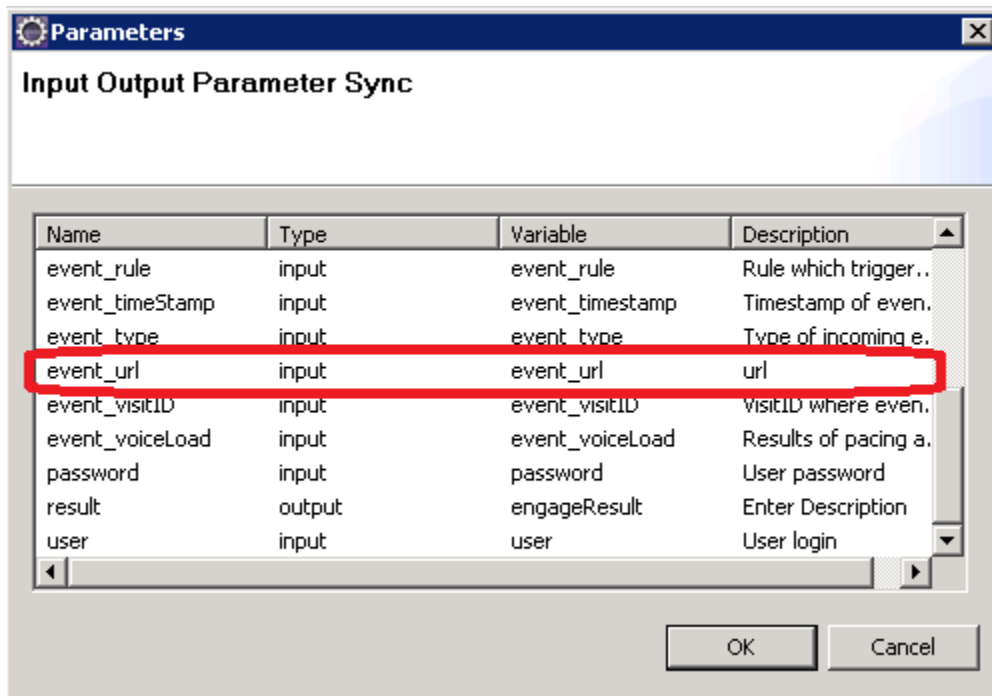 Parameters
Input Output Parameter Sync
Name Type Variable Description
event_rule input event_rule Rule which trigger..
event_timeStamp input event_timestamp Timestamp of even.
event_type input event_type Type of incoming e.
event_url input event_url url
event_visitID input event_visitID VisitID where even.
event_voiceLoad input event_voiceLoad Results of pacing a.
password input password User password
result output engageResult Enter Description
user input user User login
OK Cancel